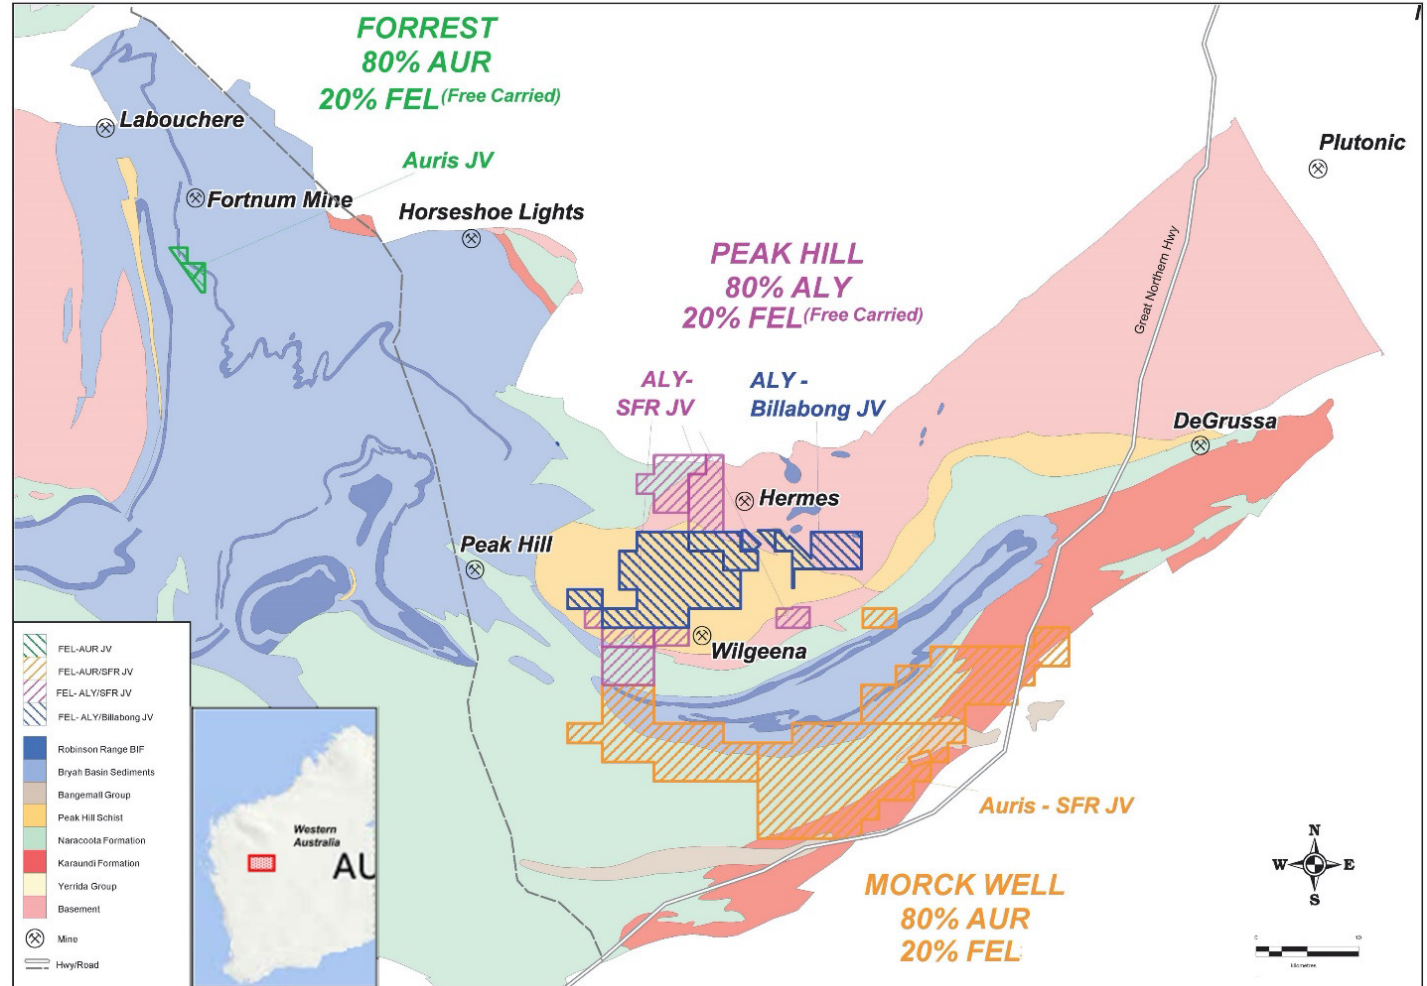 FORREST
80% AUR
20% FEL(Free Carried)
Labouchere
Auris JV
Fortnum Mine
Horseshoe Lights
Plutonic
PEAK HILL
80% ALY
20% FEL(Free Carried)
Great Northern Hwy
ALY-
SFR JV
ALY -
Billabong JV
DeGrussa
Hermes
Peak Hill
Wilgeena
Auris - SFR JV
MORCK WELL
80% AUR
20% FEL
FEL-AUR JV
FEL-AUR/SFR JV
FEL- ALY/SFR JV
FEL- ALY/Billabong JV
Robinson Range BIF
Bryah Basin Sediments
Bangemall Group
Peak Hill Schist
Naracoola Formation
Karaundi Formation
Yerrida Group
Basement
Mine
Hwy/Road
Western
Australia
AU
N
W E
S
0 10
Kilometres